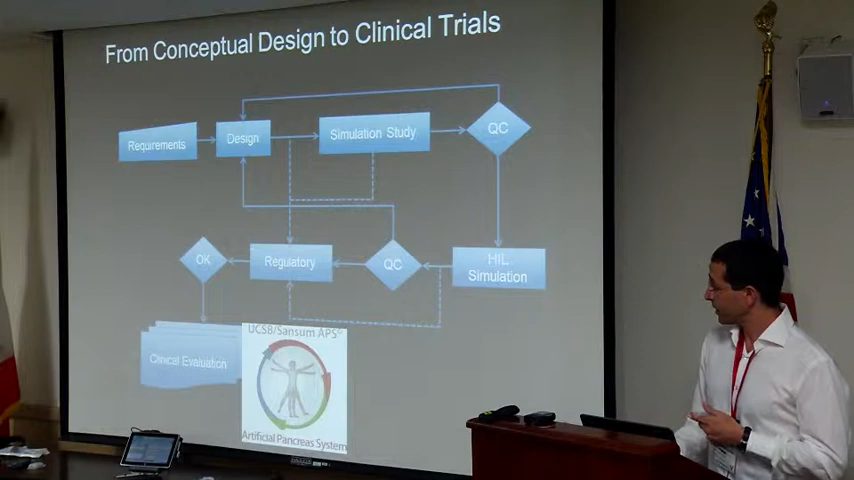 From Conceptual Design to Clinical Trials
Requirements
Design
Simulation Study
QC
OK
Regulatory
QC
HIL
Simulation
Clinical Evaluation
UCSB/Sansum APS®
Artificial Pancreas System